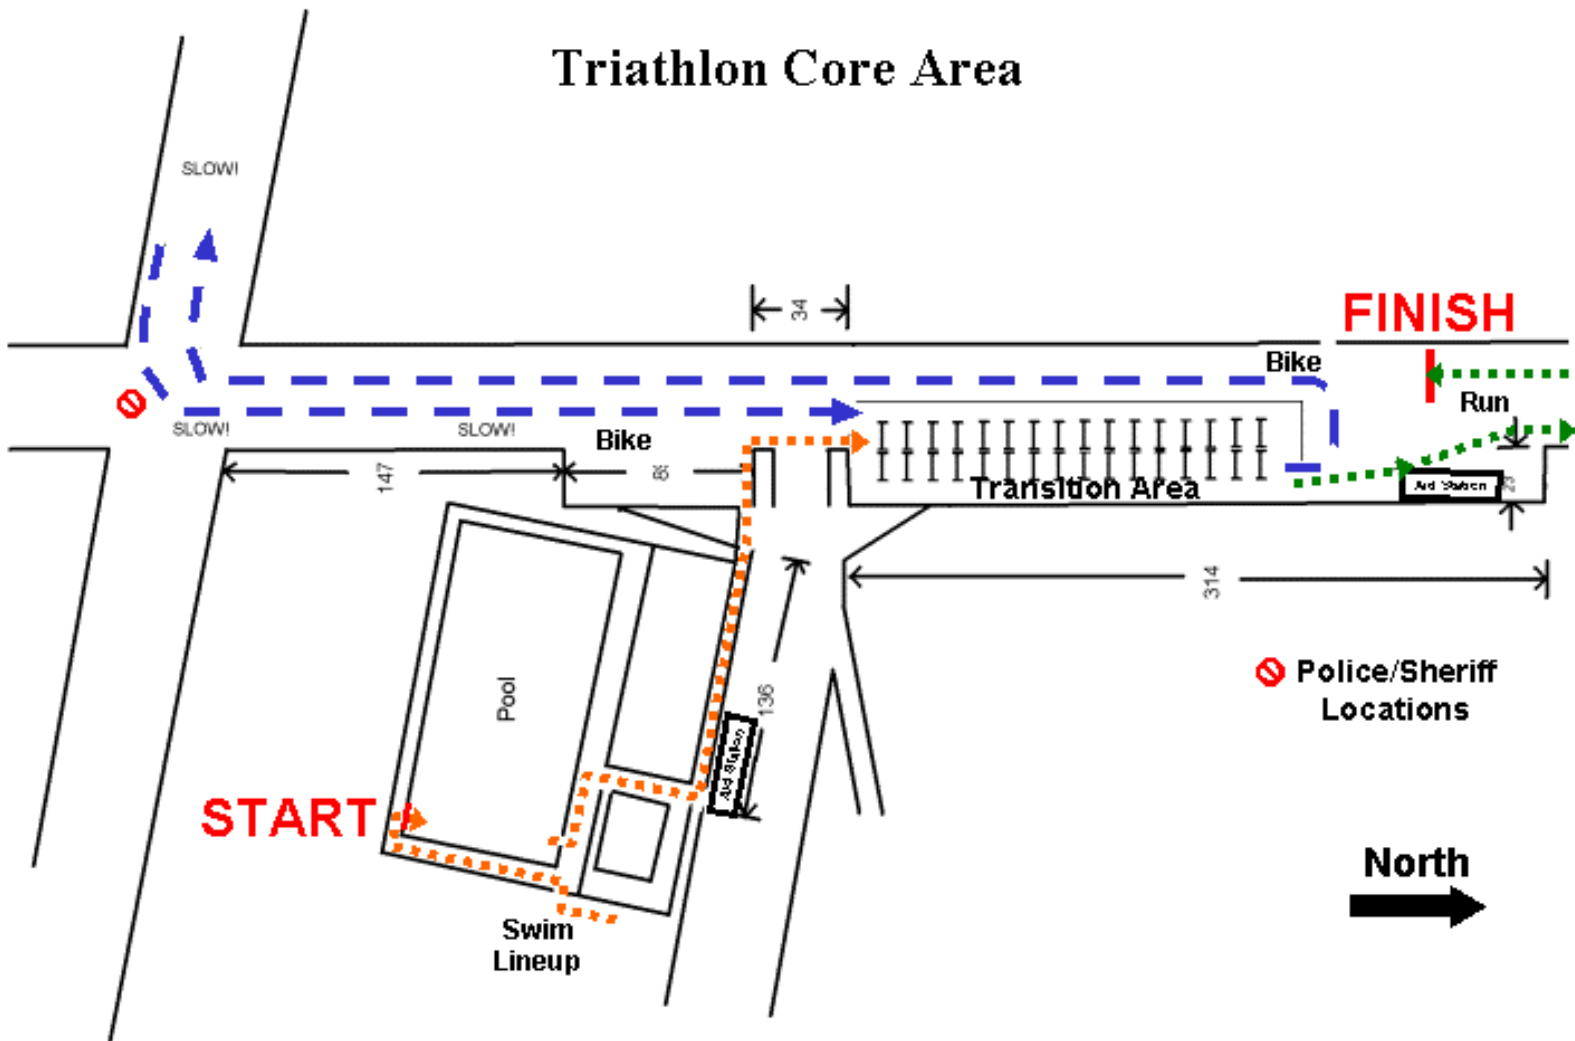 Triathlon Core Area
SLOW!
34
FINISH
Bike
Run
SLOW!
SLOW!
Bike
147
Transition Area
Aid Station
23
314
Police/Sheriff
Locations
Pool
136
Aid Station
START
North
Swim
Lineup